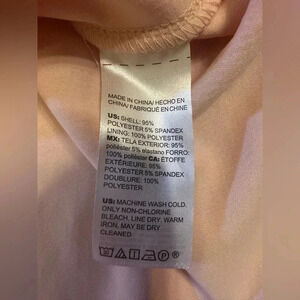 MADE IN CHINA/ HECHO EN
CHINA/ FABRIQUÉ EN CHINE
US: SHELL: 95%
POLYESTER 5% SPANDEX
LINING: 100% POLYESTER
MX: TELA EXTERIOR: 95%
poliéster 5% elastano FORRO:
100% poliéster CA: ÉTOFFE
EXTÉRIEURE: 95%
POLYESTER 5% SPANDEX
DOUBLURE: 100%
POLYESTER
US: MACHINE WASH COLD.
ONLY NON-CHLORINE
BLEACH. LINE DRY. WARM
IRON. MAY BE DRY
CLEANED